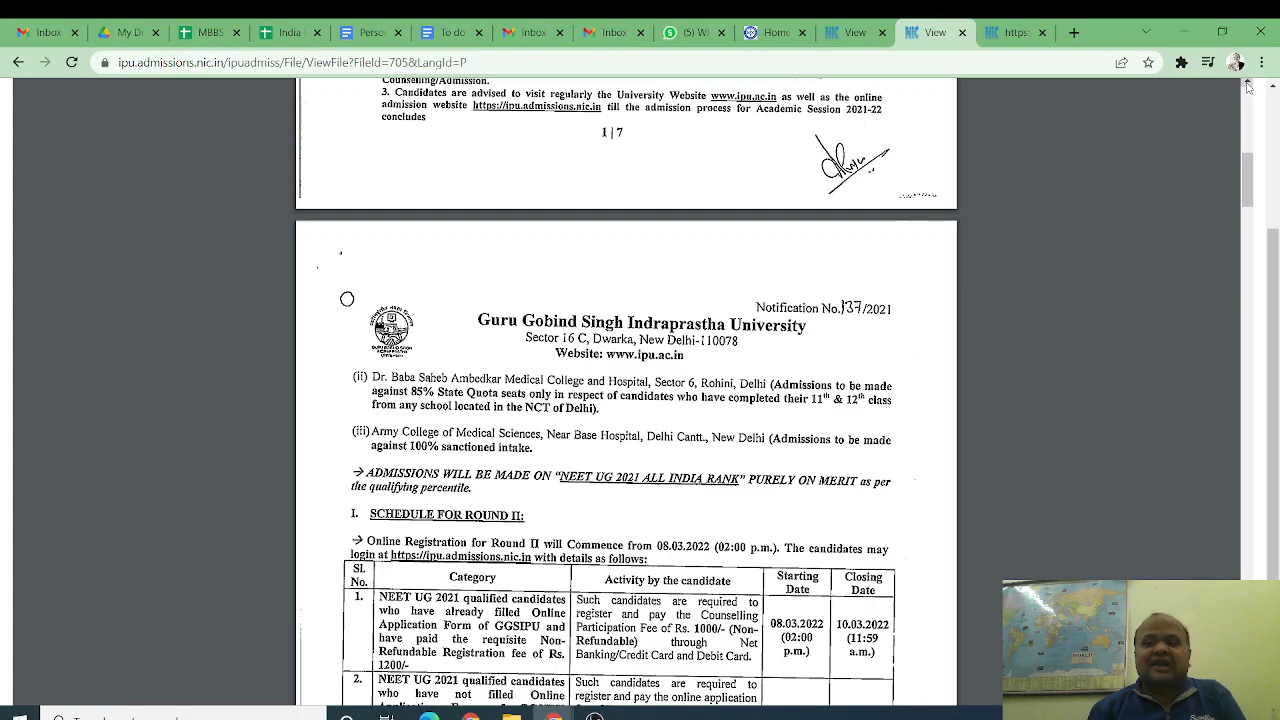 Inbox
My D
MBBS
India
Perso
To do
Inbox
Inbox
(5) W
Home
View
View
https:
ipu.admissions.nic.in/ipuadmiss/File/ViewFile?FileId=705&LangId=P
Counselling/Admission.
3. Candidates are advised to visit regularly the University Website www.ipu.ac.in as well as the online
admission website https://ipu.admissions.nic.in till the admission process for Academic Session 2021-22
concludes
1 | 7
Notification No.137/2021
Guru Gobind Singh Indraprastha University
Sector 16 C, Dwarka, New Delhi-110078
Website: www.ipu.ac.in
(ii) Dr. Baba Saheb Ambedkar Medical College and Hospital, Sector 6, Rohini, Delhi (Admissions to be made
against 85% State Quota seats only in respect of candidates who have completed their 11th & 12th class
from any school located in the NCT of Delhi).
(iii) Army College of Medical Sciences, Near Base Hospital, Delhi Cantt., New Delhi (Admissions to be made
against 100% sanctioned intake.
→ ADMISSIONS WILL BE MADE ON "NEET UG 2021 ALL INDIA RANK" PURELY ON MERIT as per
the qualifying percentile.
I. SCHEDULE FOR ROUND II:
→ Online Registration for Round II will Commence from 08.03.2022 (02:00 p.m.). The candidates may
login at https://ipu.admissions.nic.in with details as follows:
Sl. No.
Category
Activity by the candidate
Starting Date
Closing Date
1.
NEET UG 2021 qualified candidates
who have already filled Online
Application Form of GGSIPU and
have paid the requisite Non-
Refundable Registration fee of Rs.
1200/-
Such candidates are required to
register and pay the Counselling
Participation Fee of Rs. 1000/- (Non-
Refundable) through Net
Banking/Credit Card and Debit Card.
08.03.2022
(02:00
p.m.)
10.03.2022
(11:59
a.m.)
2.
NEET UG 2021 qualified candidates
who have not filled Online
Such candidates are required to
register and pay the online application